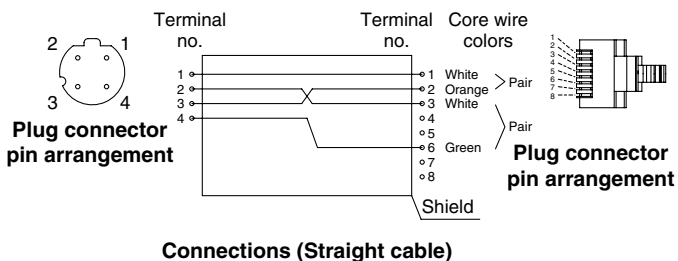 Terminal no.
Terminal no.
Core wire colors
2 1
3 4
Plug connector pin arrangement
1
2
3
4
1 White
2 Orange
3 White
4
5
6 Green
7
8
Pair
Pair
Shield
1
2
3
4
5
6
7
8
Plug connector pin arrangement
Connections (Straight cable)